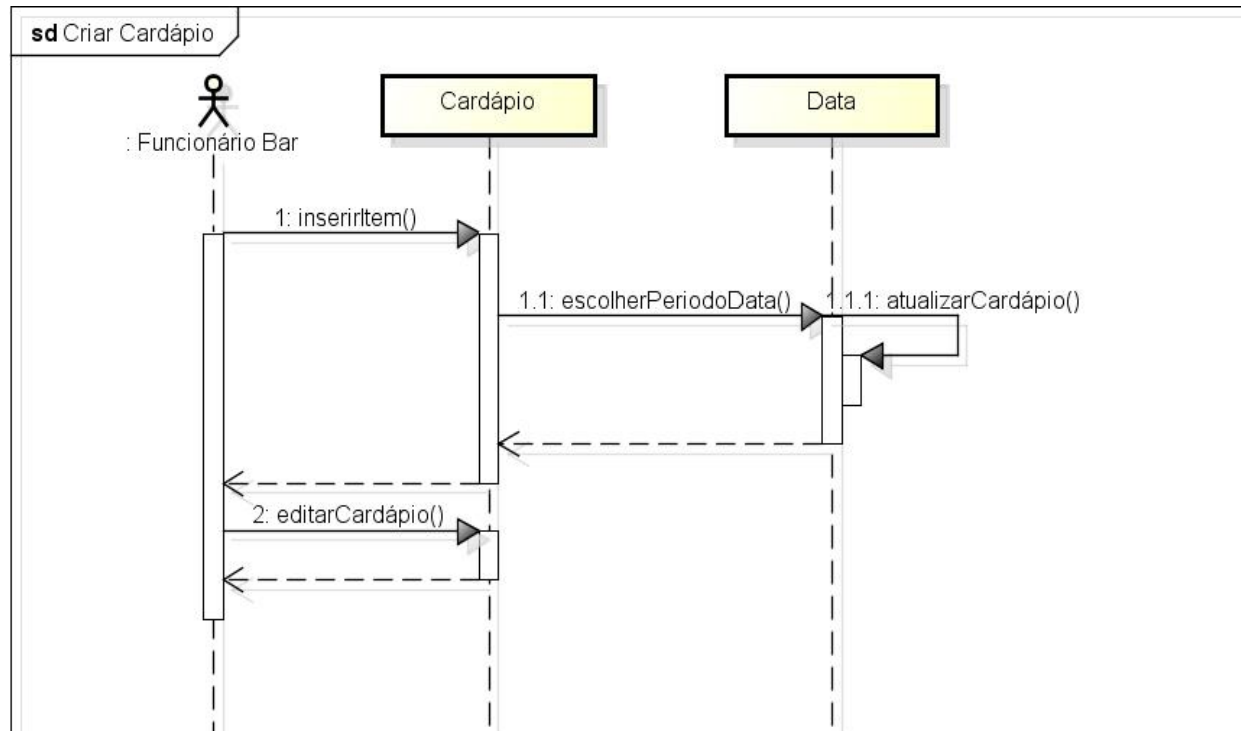 sd Criar Cardápio
: Funcionário Bar
Cardápio
Data
1: inserirItem()
1.1: escolherPeriodoData()
1.1.1: atualizarCardápio()
2: editarCardápio()